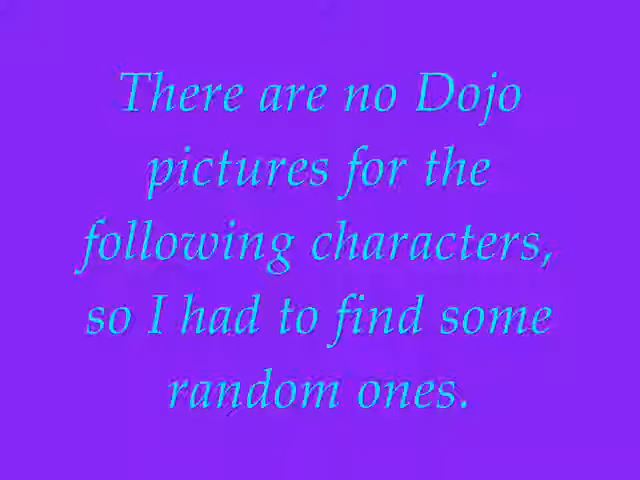 There are no Dojo
pictures for the
following characters,
so I had to find some
random ones.